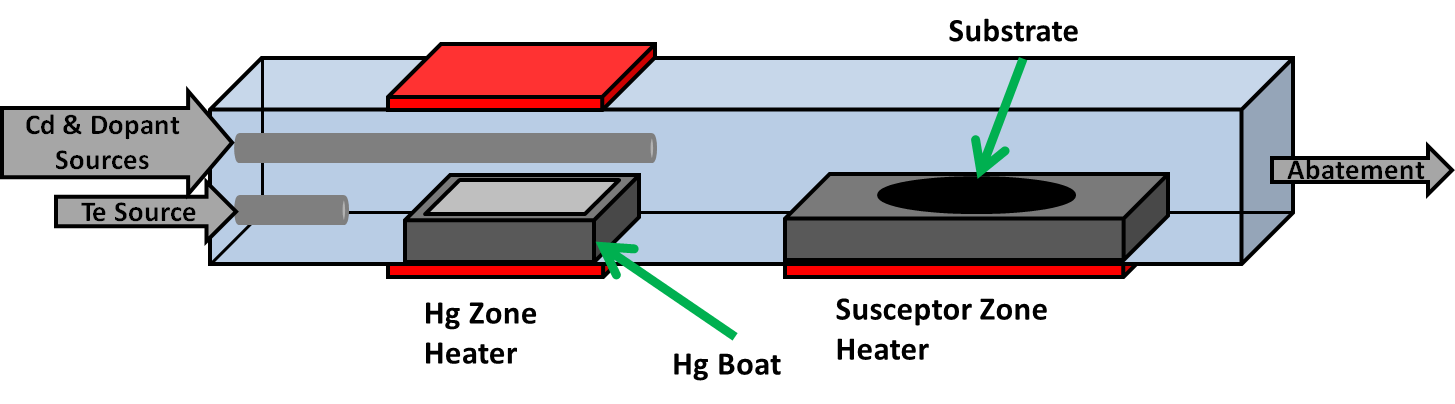 Substrate
Cd & Dopant
Sources
Te Source
Abatement
Hg Zone
Heater
Hg Boat
Susceptor Zone
Heater